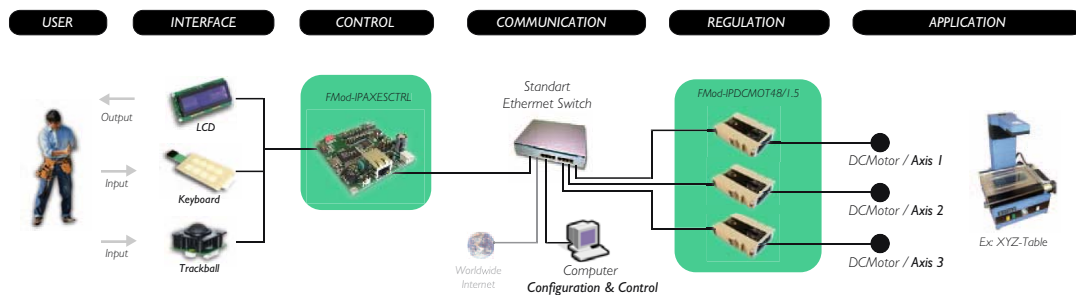 USER
INTERFACE
CONTROL
COMMUNICATION
REGULATION
APPLICATION
Output
LCD
Input
Keyboard
Input
Trackball
FMod-IPAXESCTRL
Standart
Ethermet Switch
Worldwide
Internet
Computer
Configuration & Control
FMod-IPDCMOT48/1.5
DCMotor / Axis 1
DCMotor / Axis 2
DCMotor / Axis 3
Ex: XYZ-Table